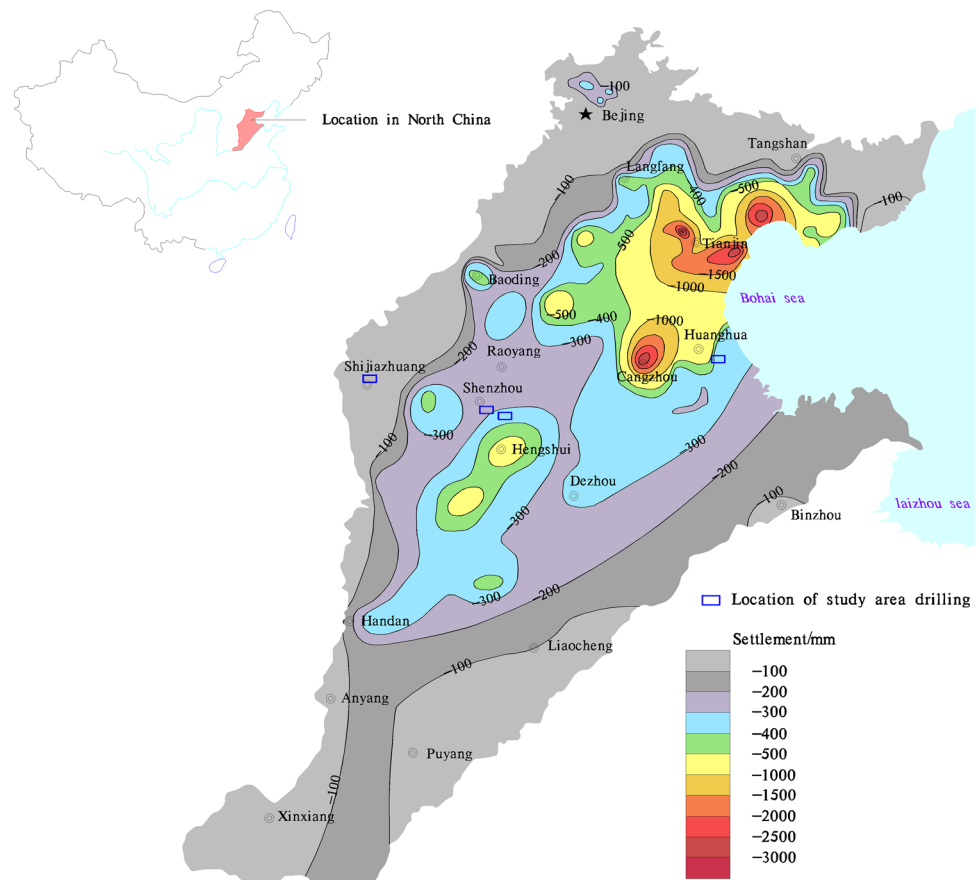 Location in North China
−100
Bejing
Tangshan
Langfang
−100
400
−500
−100
500
Tianjin
−200
Baoding
−1500
−1000
Bohai sea
−500
−400
−1000
−300
Huanghua
−200
Raoyang
Shijiazhuang
Cangzhou
Shenzhou
−300
−100
−300
Hengshui
−200
Dezhou
−100
laizhou sea
−300
Binzhou
−300
−200
Location of study area drilling
Handan
Settlement/mm
Liaocheng
−100
−100
−200
−300
−400
−500
−1000
−1500
−2000
−2500
−3000
Anyang
Puyang
−100
Xinxiang